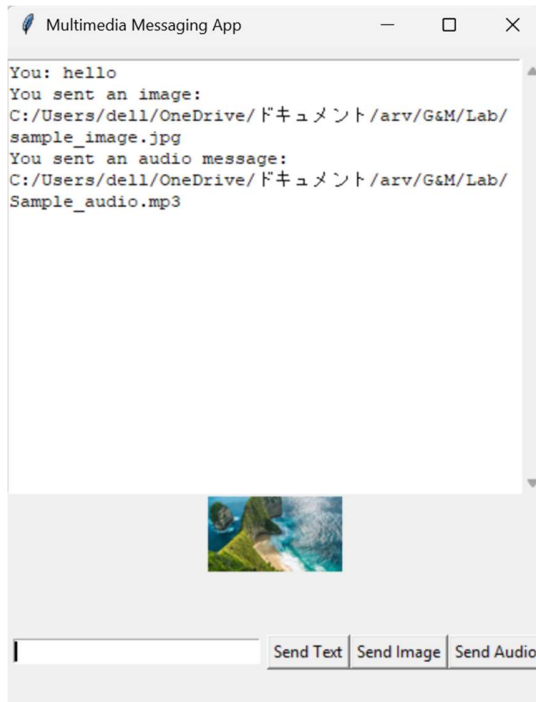 Multimedia Messaging App
You: hello
You sent an image:
C:/Users/dell/OneDrive/ドキュメント/arv/G&M/Lab/
sample_image.jpg
You sent an audio message:
C:/Users/dell/OneDrive/ドキュメント/arv/G&M/Lab/
Sample_audio.mp3
Send Text Send Image Send Audio